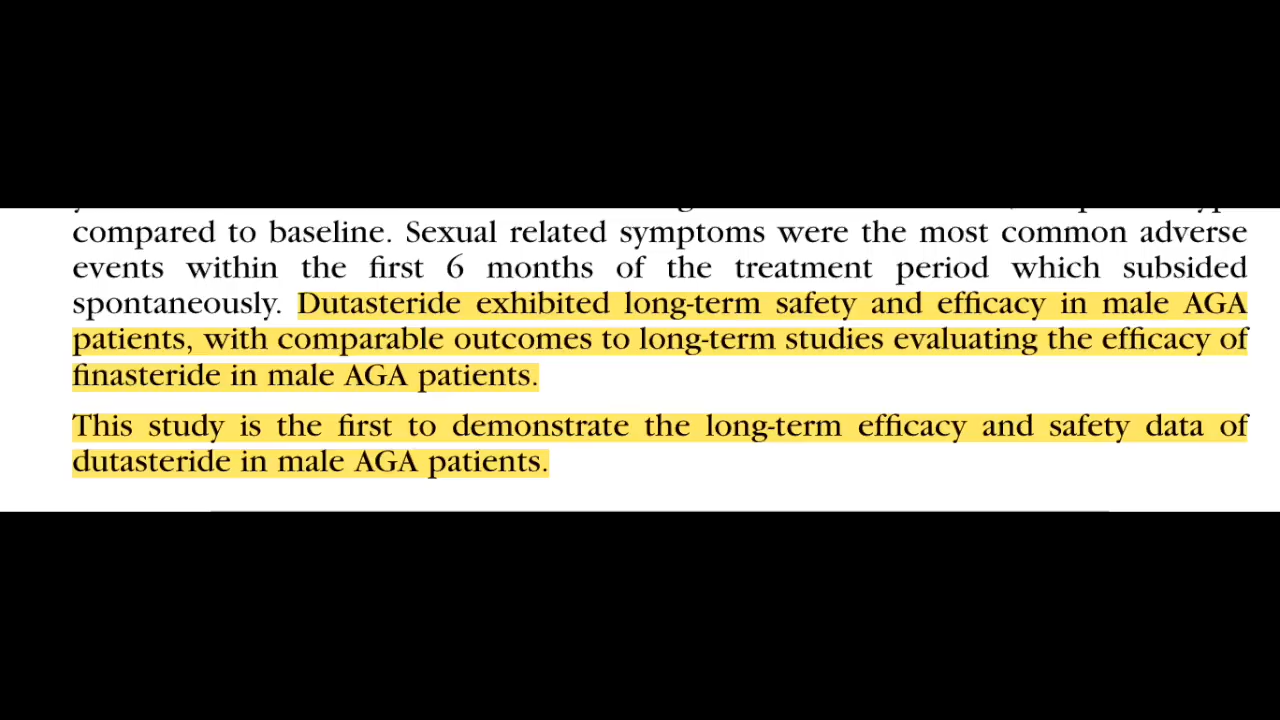 compared to baseline. Sexual related symptoms were the most common adverse
events within the first 6 months of the treatment period which subsided
spontaneously. Dutasteride exhibited long-term safety and efficacy in male AGA
patients, with comparable outcomes to long-term studies evaluating the efficacy of
finasteride in male AGA patients.
This study is the first to demonstrate the long-term efficacy and safety data of
dutasteride in male AGA patients.